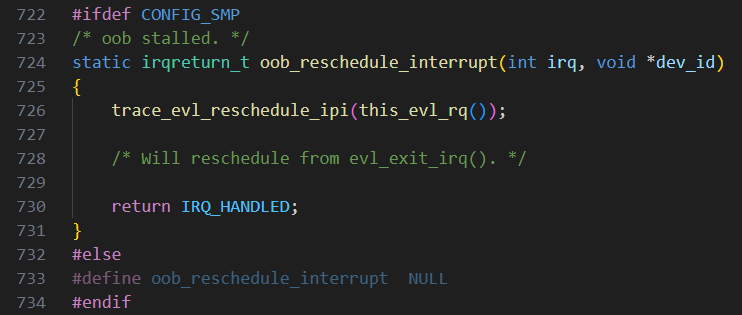 722 #ifdef CONFIG_SMP
723 /* oob stalled. */
724 static irqreturn_t oob_reschedule_interrupt(int irq, void *dev_id)
725 {
726     trace_evl_reschedule_ipi(this_evl_rq());
727
728     /* Will reschedule from evl_exit_irq(). */
729
730     return IRQ_HANDLED;
731 }
732 #else
733 #define oob_reschedule_interrupt  NULL
734 #endif